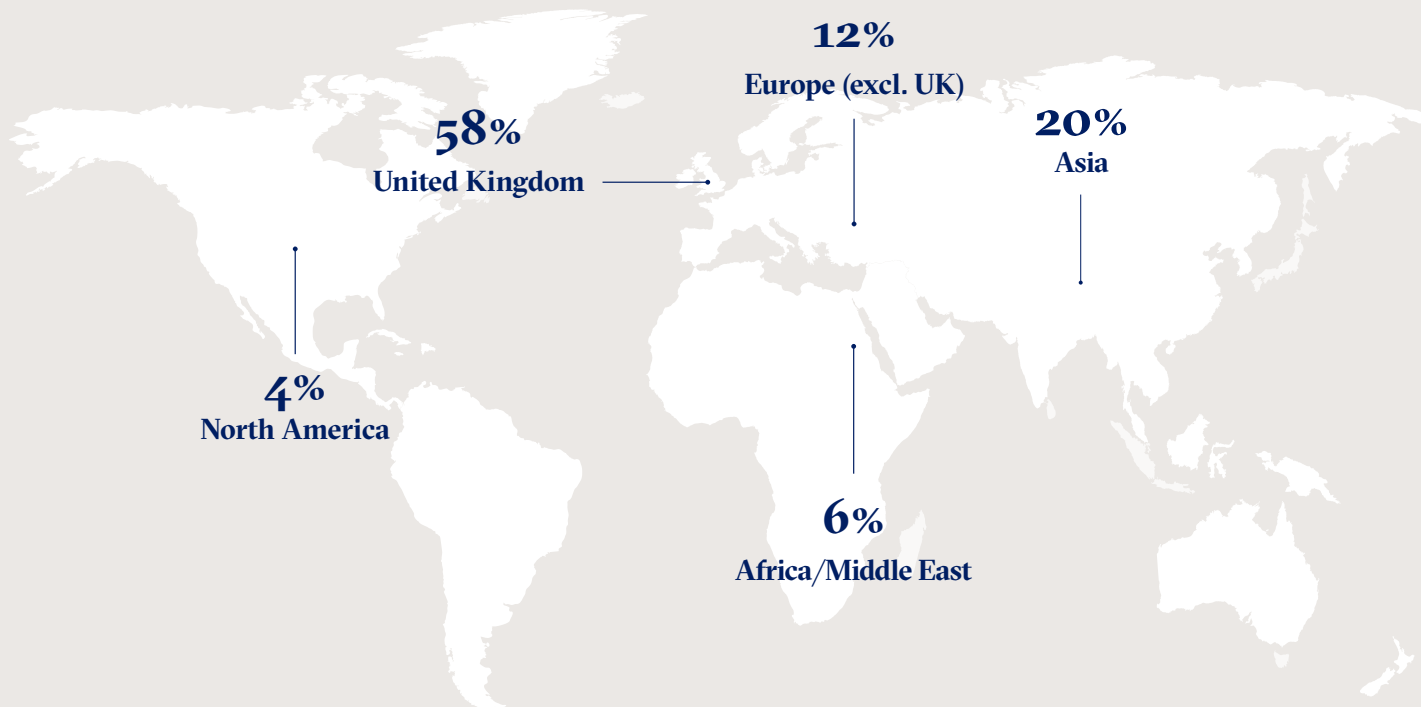 12%
Europe (excl. UK)
58%
United Kingdom
20%
Asia
4%
North America
6%
Africa/Middle East